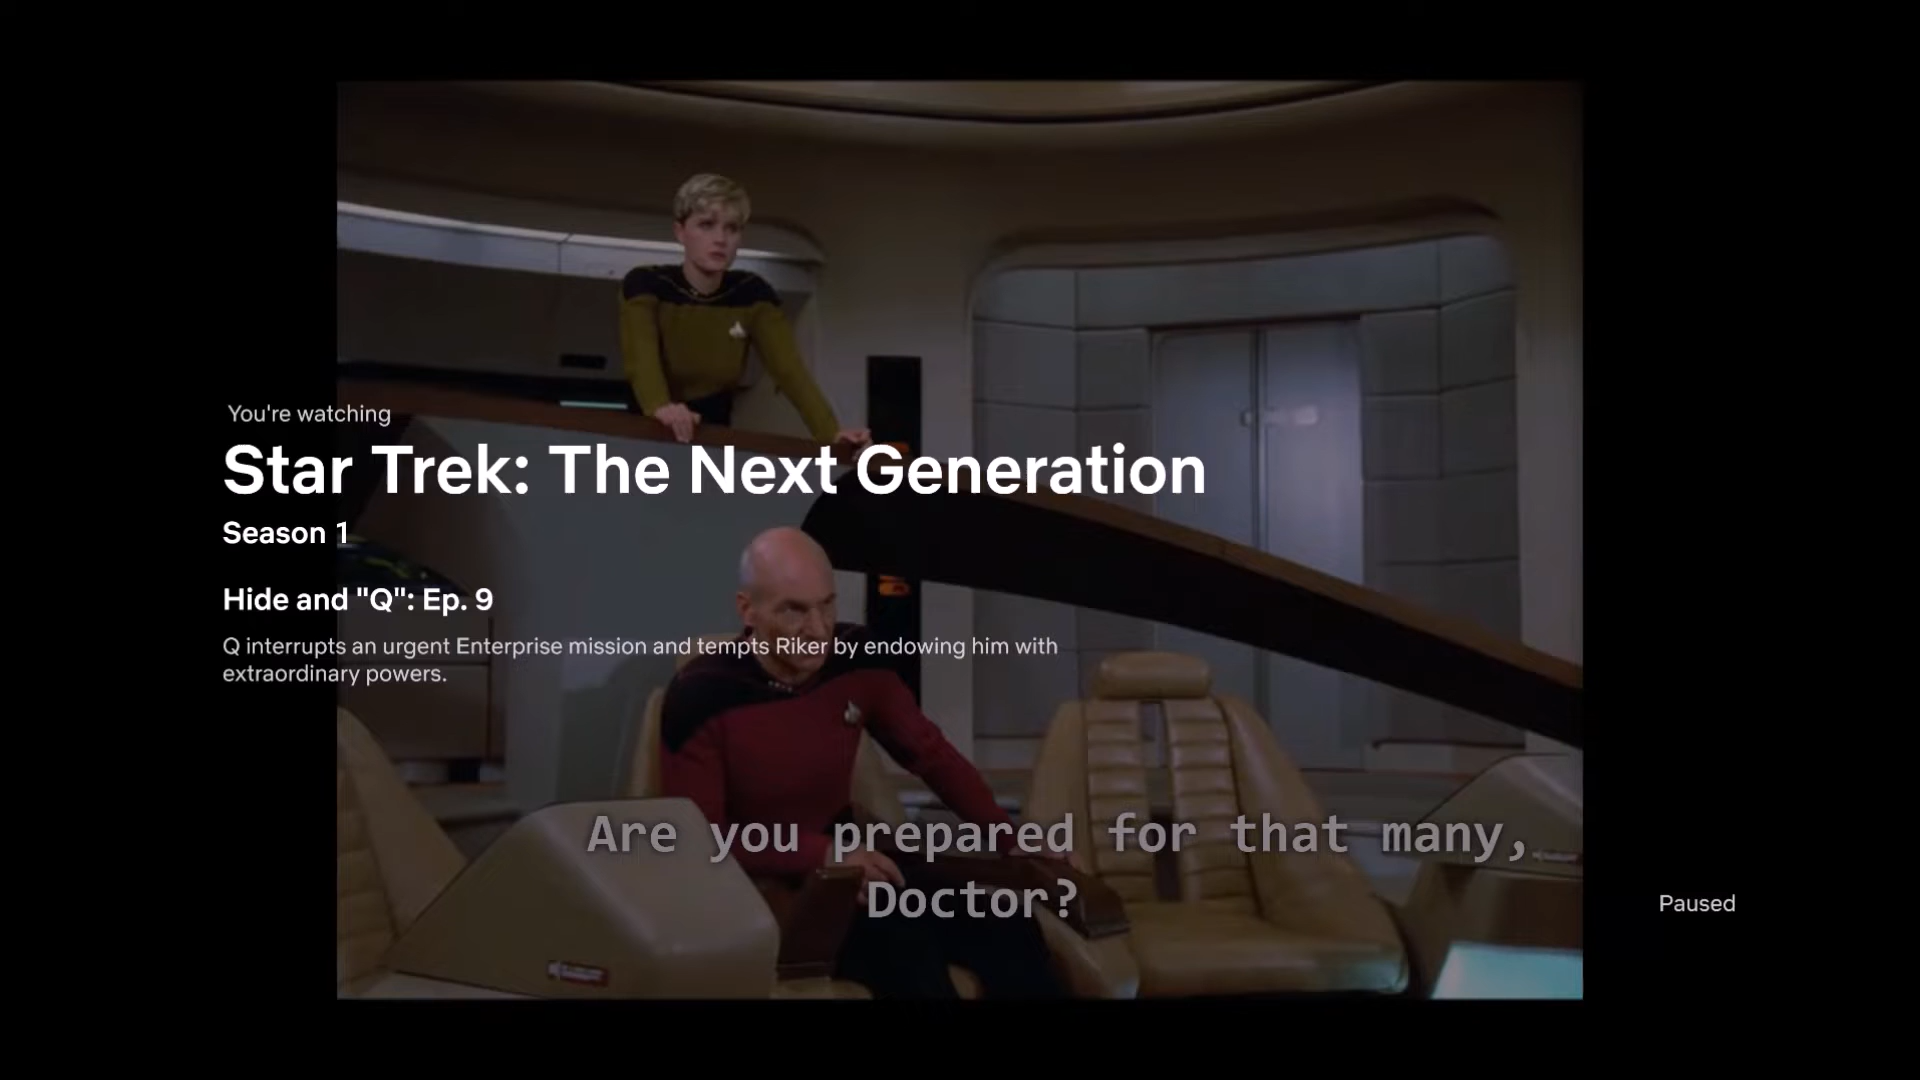 You're watching
Star Trek: The Next Generation
Season 1
Hide and "Q": Ep. 9
Q interrupts an urgent Enterprise mission and tempts Riker by endowing him with
extraordinary powers.
Are you prepared for that many,
Doctor?
Paused